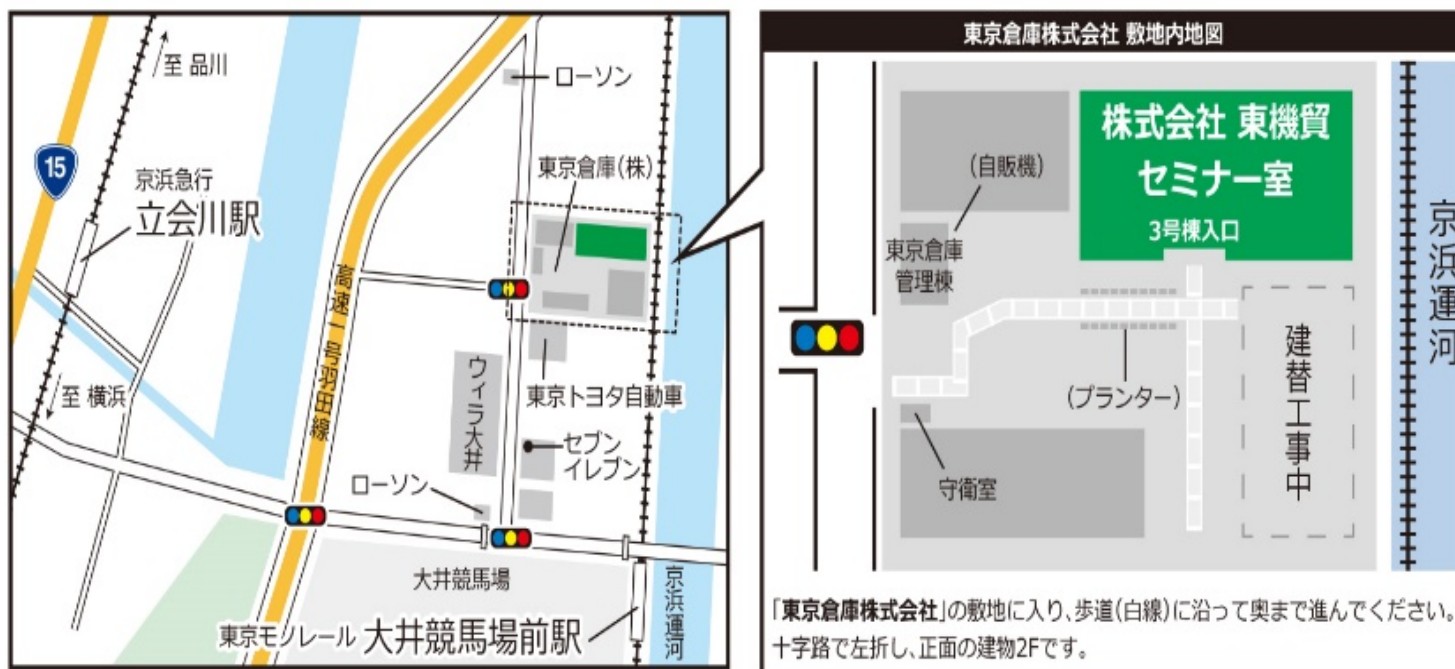 至 品川
15
京浜急行
立会川駅
至 横浜
高速一号羽田線
ローソン
東京倉庫(株)
ウィラ大井
東京トヨタ自動車
セブン
イレブン
ローソン
大井競馬場
東京モノレール 大井競馬場前駅
京浜運河
東京倉庫株式会社 敷地内地図
株式会社 東機貿
セミナー室
3号棟入口
(自販機)
東京倉庫
管理棟
(プランター)
守衛室
建替工事中
京浜運河
「東京倉庫株式会社」の敷地に入り、歩道(白線)に沿って奥まで進んでください。
十字路で左折し、正面の建物2Fです。